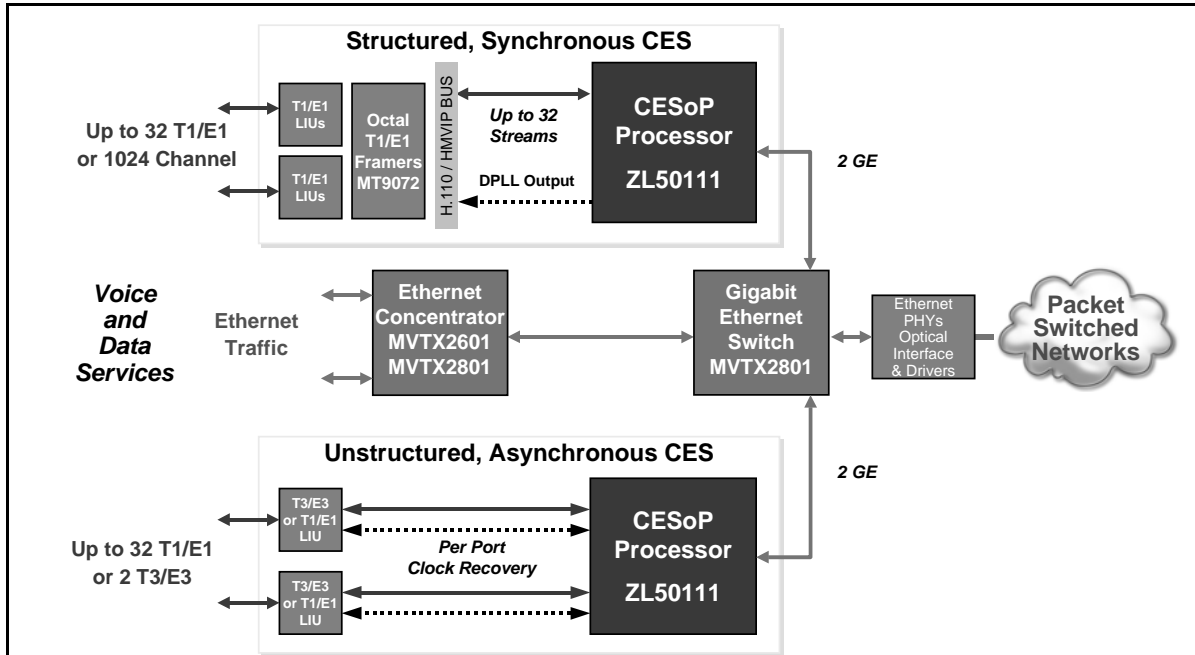 Structured, Synchronous CES
Up to 32 T1/E1
or 1024 Channel
T1/E1
LIUs
T1/E1
LIUs
Octal
T1/E1
Framers
MT9072
H.110 / HMVIP BUS
Up to 32
Streams
DPLL Output
CESoP
Processor
ZL50111
2 GE
Voice
and
Data
Services
Ethernet
Traffic
Ethernet
Concentrator
MVTX2601
MVTX2801
Gigabit
Ethernet
Switch
MVTX2801
Ethernet
PHYs
Optical
Interface
& Drivers
Packet
Switched
Networks
Unstructured, Asynchronous CES
Up to 32 T1/E1
or 2 T3/E3
T3/E3
or T1/E1
LIU
T3/E3
or T1/E1
LIU
Per Port
Clock Recovery
CESoP
Processor
ZL50111
2 GE